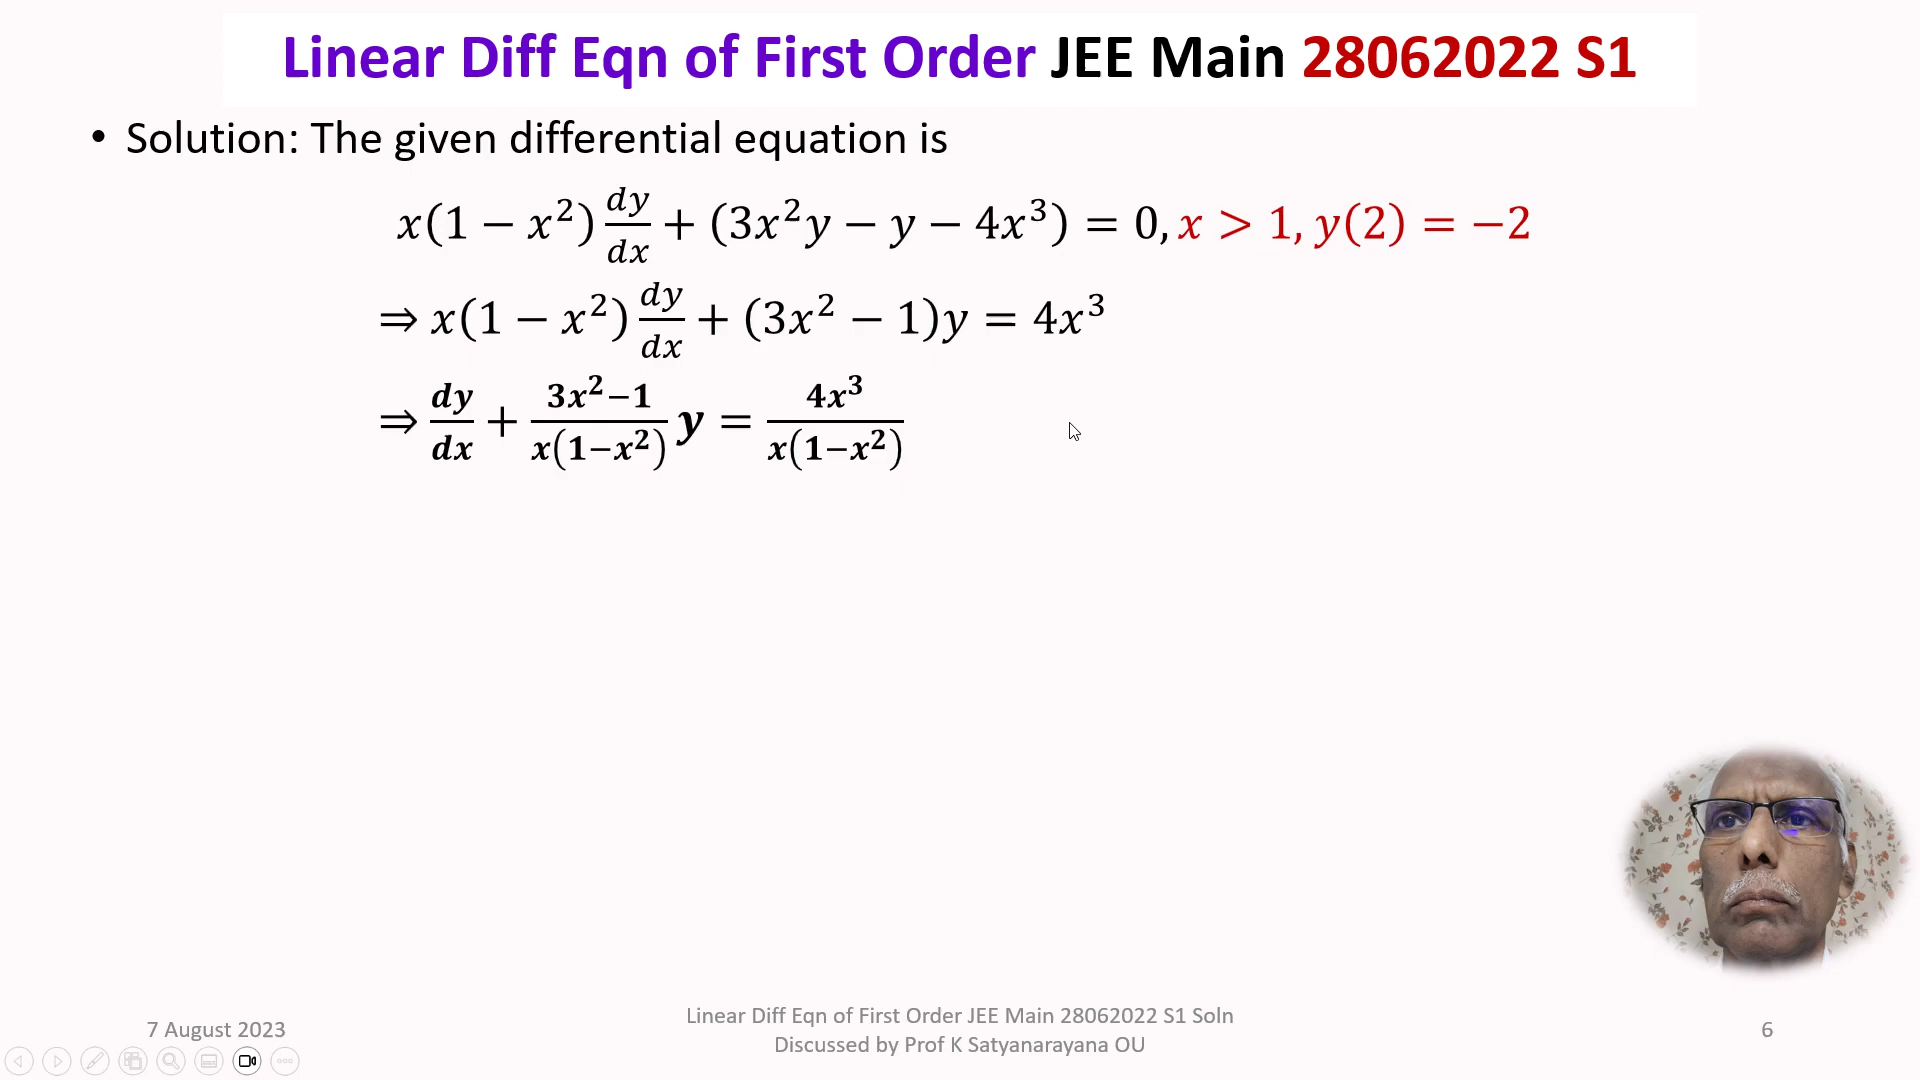 Linear Diff Eqn of First Order JEE Main 28062022 S1
• Solution: The given differential equation is
x(1 − x²) dy/dx + (3x²y − y − 4x³) = 0, x > 1, y(2) = −2
⇒ x(1 − x²) dy/dx + (3x² − 1)y = 4x³
⇒ dy/dx + (3x²−1)/(x(1−x²)) y = 4x³/(x(1−x²))
7 August 2023
Linear Diff Eqn of First Order JEE Main 28062022 S1 Soln
Discussed by Prof K Satyanarayana OU
6